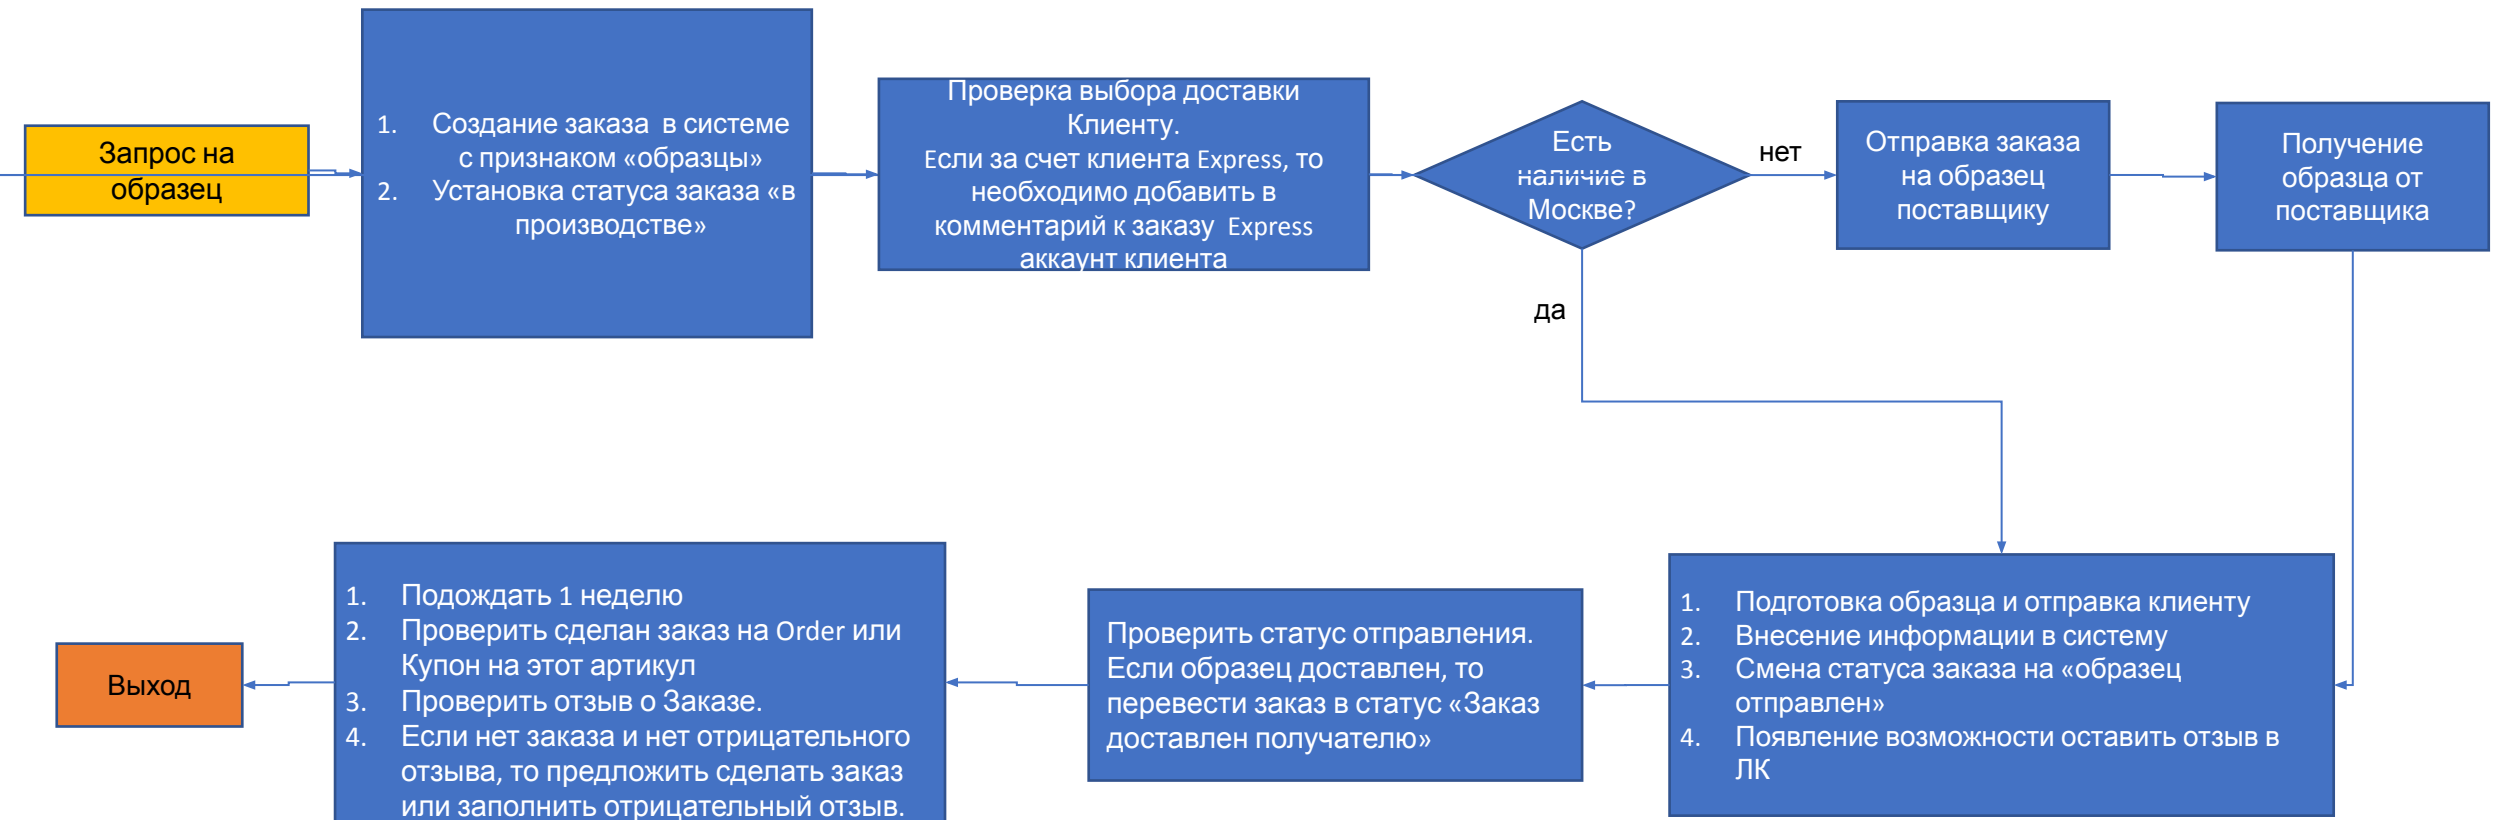 Запрос на
образец
1. Создание заказа в системе
с признаком «образцы»
2. Установка статуса заказа «в
производстве»
Проверка выбора доставки
Клиенту.
Если за счет клиента Express, то
необходимо добавить в
комментарий к заказу Express
аккаунт клиента
Есть
наличие в
Москве?
нет
да
Отправка заказа
на образец
поставщику
Получение
образца от
поставщика
1. Подготовка образца и отправка клиенту
2. Внесение информации в систему
3. Смена статуса заказа на «образец
отправлен»
4. Появление возможности оставить отзыв в
ЛК
Проверить статус отправления.
Если образец доставлен, то
перевести заказ в статус «Заказ
доставлен получателю»
1. Подождать 1 неделю
2. Проверить сделан заказ на Order или
Купон на этот артикул
3. Проверить отзыв о Заказе.
4. Если нет заказа и нет отрицательного
отзыва, то предложить сделать заказ
или заполнить отрицательный отзыв.
Выход